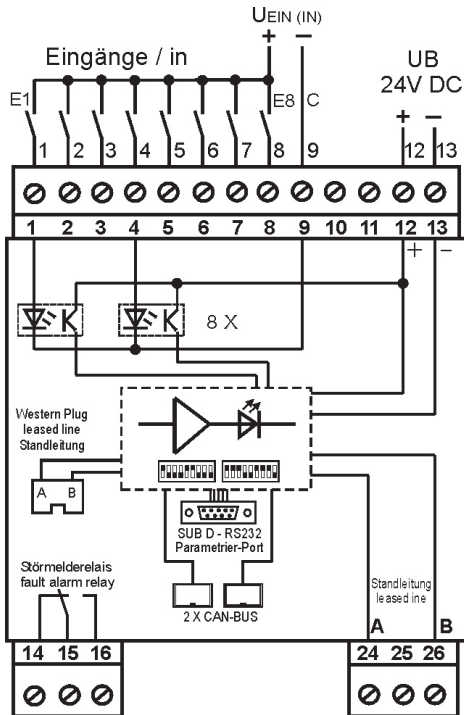 UEIN (IN)
+ −
Eingänge / in
UB
24V DC
E1
E8
C
+ −
1 2 3 4 5 6 7 8 9 12 13
1 2 3 4 5 6 7 8 9 10 11 12 13
+ −
8 X
Western Plug
leased line
Standleitung
A B
SUB D - RS232
Parametrier-Port
Störmelderelais
fault alarm relay
2 X CAN-BUS
Standleitung
leased ine
A B
14 15 16
24 25 26